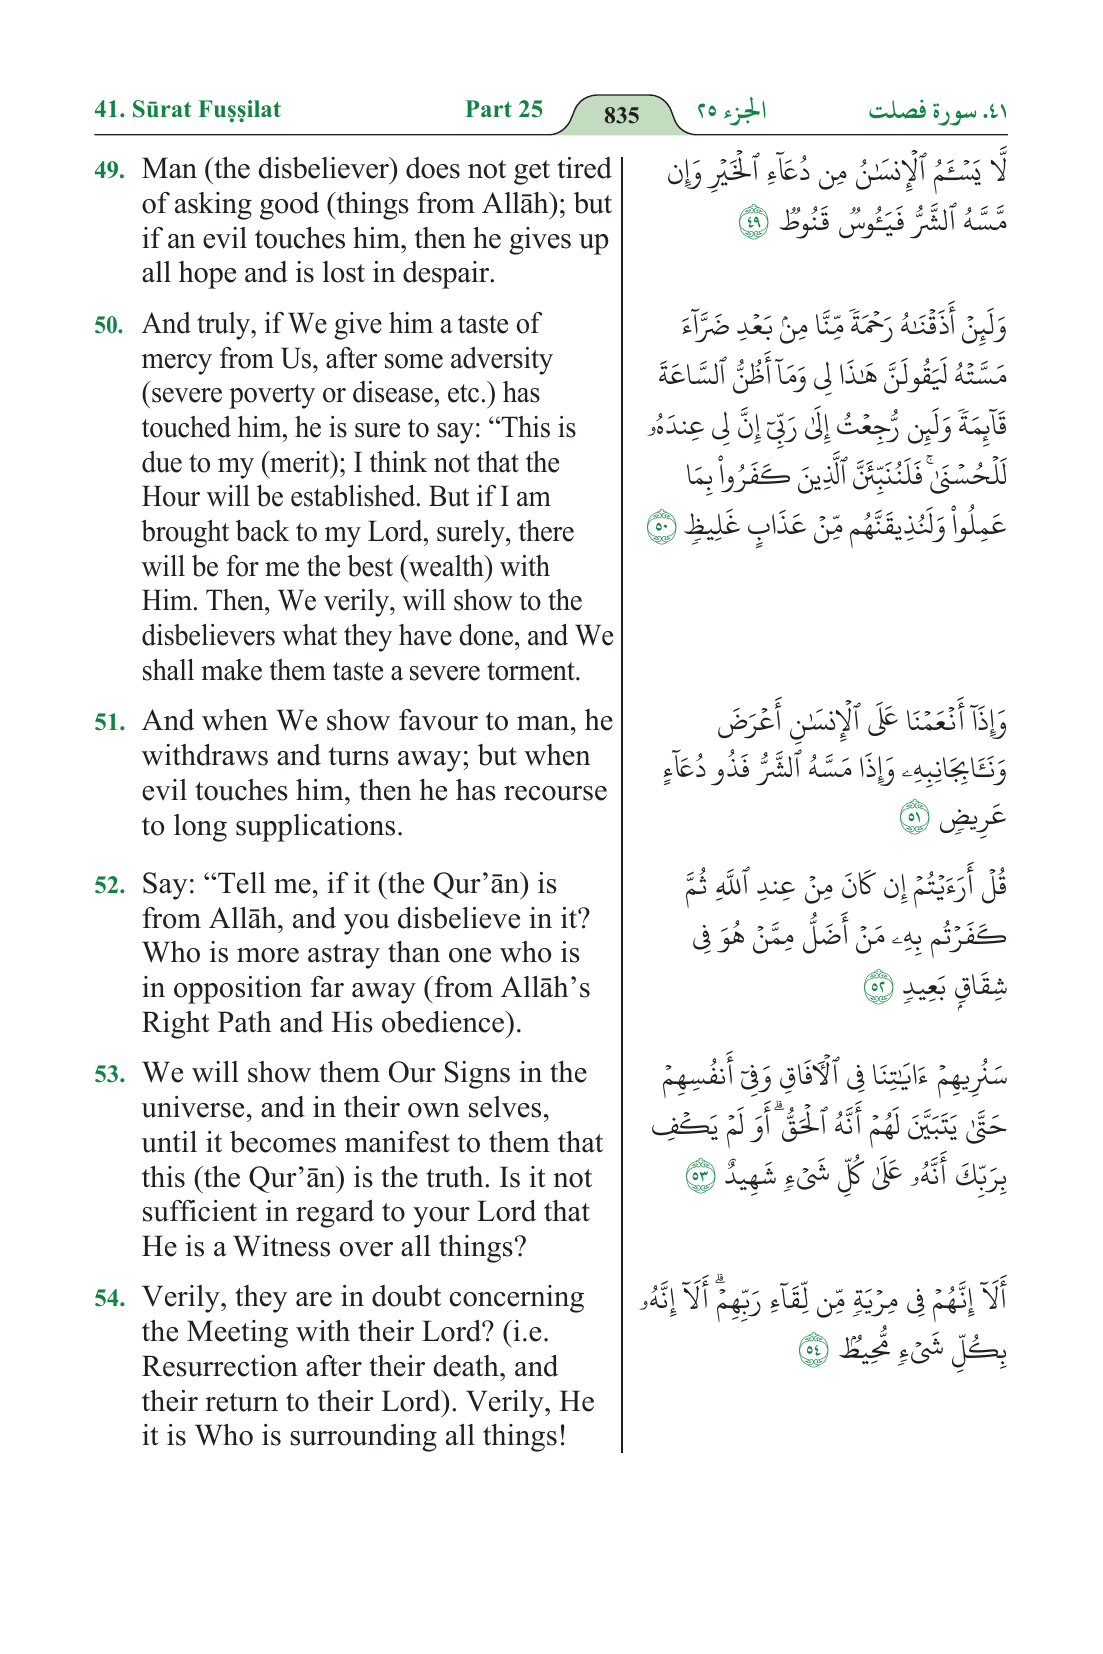 41. Sūrat Fuṣṣilat Part 25 835 الجزء ٢٥ ٤١. سورة فصلت
49. Man (the disbeliever) does not get tired
of asking good (things from Allāh); but
if an evil touches him, then he gives up
all hope and is lost in despair.
لَّا يَسْـَٔمُ ٱلْإِنسَـٰنُ مِن دُعَآءِ ٱلْخَيْرِ وَإِن
مَّسَّهُ ٱلشَّرُّ فَيَـُٔوسٌ قَنُوطٌ ٤٩
50. And truly, if We give him a taste of
mercy from Us, after some adversity
(severe poverty or disease, etc.) has
touched him, he is sure to say: “This is
due to my (merit); I think not that the
Hour will be established. But if I am
brought back to my Lord, surely, there
will be for me the best (wealth) with
Him. Then, We verily, will show to the
disbelievers what they have done, and We
shall make them taste a severe torment.
وَلَئِنْ أَذَقْنَـٰهُ رَحْمَةً مِّنَّا مِنۢ بَعْدِ ضَرَّآءَ
مَسَّتْهُ لَيَقُولَنَّ هَـٰذَا لِى وَمَآ أَظُنُّ ٱلسَّاعَةَ
قَآئِمَةً وَلَئِن رُّجِعْتُ إِلَىٰ رَبِّىٓ إِنَّ لِى عِندَهُۥ
لَلْحُسْنَىٰ ۚ فَلَنُنَبِّئَنَّ ٱلَّذِينَ كَفَرُوا۟ بِمَا
عَمِلُوا۟ وَلَنُذِيقَنَّهُم مِّنْ عَذَابٍ غَلِيظٍ ٥٠
51. And when We show favour to man, he
withdraws and turns away; but when
evil touches him, then he has recourse
to long supplications.
وَإِذَآ أَنْعَمْنَا عَلَى ٱلْإِنسَـٰنِ أَعْرَضَ
وَنَـَٔا بِجَانِبِهِۦ وَإِذَا مَسَّهُ ٱلشَّرُّ فَذُو دُعَآءٍ
عَرِيضٍ ٥١
52. Say: “Tell me, if it (the Qur’ān) is
from Allāh, and you disbelieve in it?
Who is more astray than one who is
in opposition far away (from Allāh’s
Right Path and His obedience).
قُلْ أَرَءَيْتُمْ إِن كَانَ مِنْ عِندِ ٱللَّهِ ثُمَّ
كَفَرْتُم بِهِۦ مَنْ أَضَلُّ مِمَّنْ هُوَ فِى
شِقَاقٍۭ بَعِيدٍ ٥٢
53. We will show them Our Signs in the
universe, and in their own selves,
until it becomes manifest to them that
this (the Qur’ān) is the truth. Is it not
sufficient in regard to your Lord that
He is a Witness over all things?
سَنُرِيهِمْ ءَايَـٰتِنَا فِى ٱلْـَٔافَاقِ وَفِىٓ أَنفُسِهِمْ
حَتَّىٰ يَتَبَيَّنَ لَهُمْ أَنَّهُ ٱلْحَقُّ ۗ أَوَ لَمْ يَكْفِ
بِرَبِّكَ أَنَّهُۥ عَلَىٰ كُلِّ شَىْءٍ شَهِيدٌ ٥٣
54. Verily, they are in doubt concerning
the Meeting with their Lord? (i.e.
Resurrection after their death, and
their return to their Lord). Verily, He
it is Who is surrounding all things!
أَلَآ إِنَّهُمْ فِى مِرْيَةٍ مِّن لِّقَآءِ رَبِّهِمْ ۗ أَلَآ إِنَّهُۥ
بِكُلِّ شَىْءٍ مُّحِيطٌۢ ٥٤